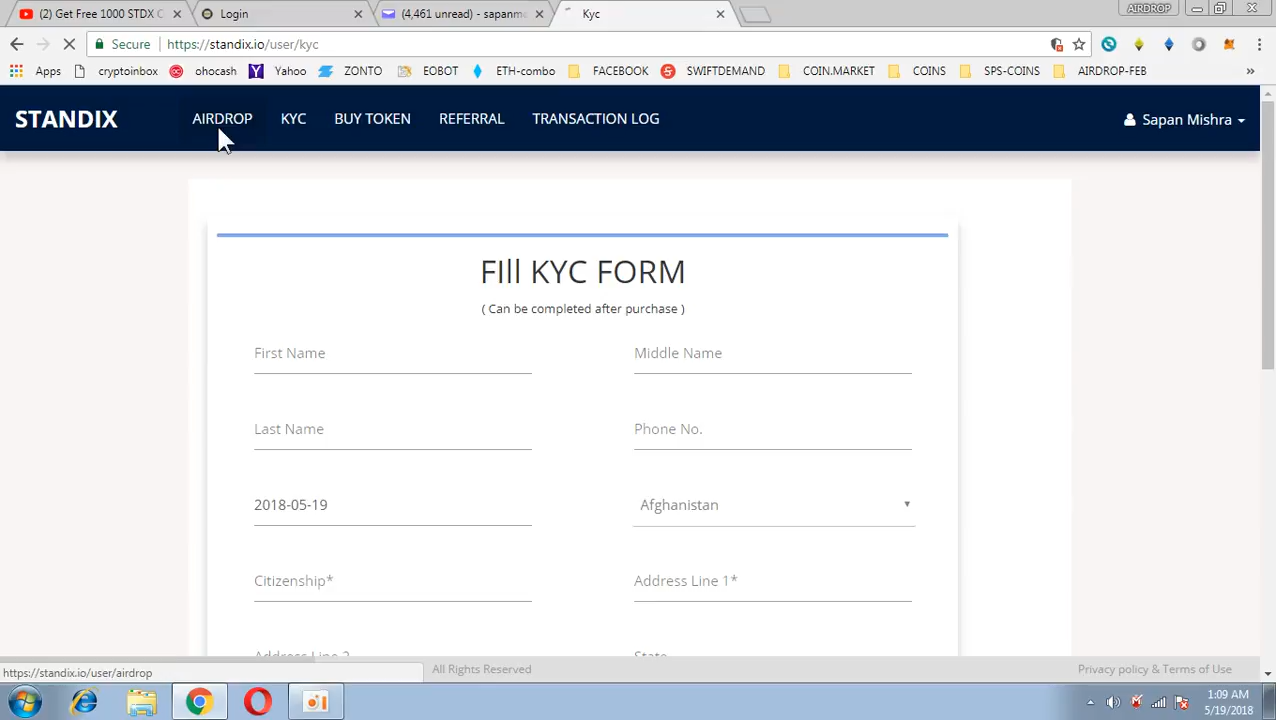 (2) Get Free 1000 STDX C
Login
(4,461 unread) - sapanm
Kyc
AIRDROP
Secure https://standix.io/user/kyc
Apps cryptoinbox ohocash Yahoo ZONTO EOBOT ETH-combo FACEBOOK SWIFTDEMAND COIN.MARKET COINS SPS-COINS AIRDROP-FEB »
STANDIX AIRDROP KYC BUY TOKEN REFERRAL TRANSACTION LOG Sapan Mishra
FIll KYC FORM
( Can be completed after purchase )
First Name Middle Name
Last Name Phone No.
2018-05-19 Afghanistan
Citizenship* Address Line 1*
Address Line 2 State
https://standix.io/user/airdrop All Rights Reserved Privacy policy & Terms of Use
1:09 AM
5/19/2018